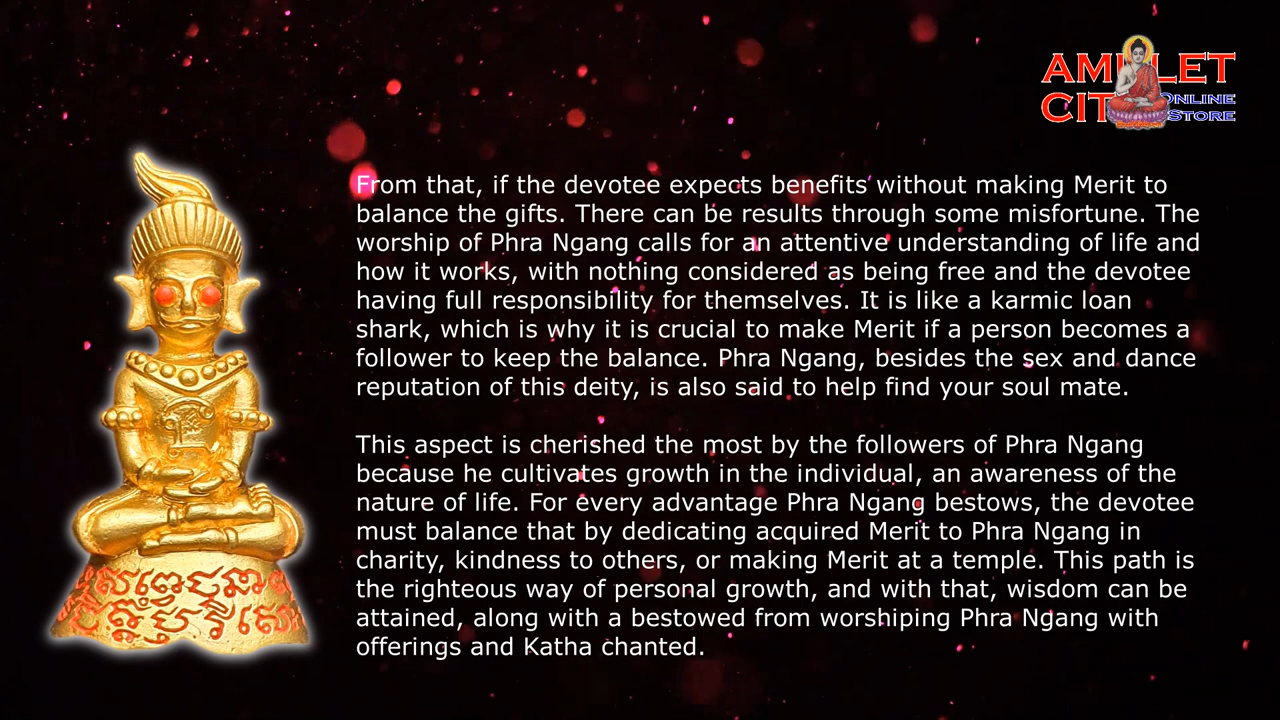 AMULET
CITY ONLINE
STORE
From that, if the devotee expects benefits without making Merit to
balance the gifts. There can be results through some misfortune. The
worship of Phra Ngang calls for an attentive understanding of life and
how it works, with nothing considered as being free and the devotee
having full responsibility for themselves. It is like a karmic loan
shark, which is why it is crucial to make Merit if a person becomes a
follower to keep the balance. Phra Ngang, besides the sex and dance
reputation of this deity, is also said to help find your soul mate.
This aspect is cherished the most by the followers of Phra Ngang
because he cultivates growth in the individual, an awareness of the
nature of life. For every advantage Phra Ngang bestows, the devotee
must balance that by dedicating acquired Merit to Phra Ngang in
charity, kindness to others, or making Merit at a temple. This path is
the righteous way of personal growth, and with that, wisdom can be
attained, along with a bestowed from worshiping Phra Ngang with
offerings and Katha chanted.